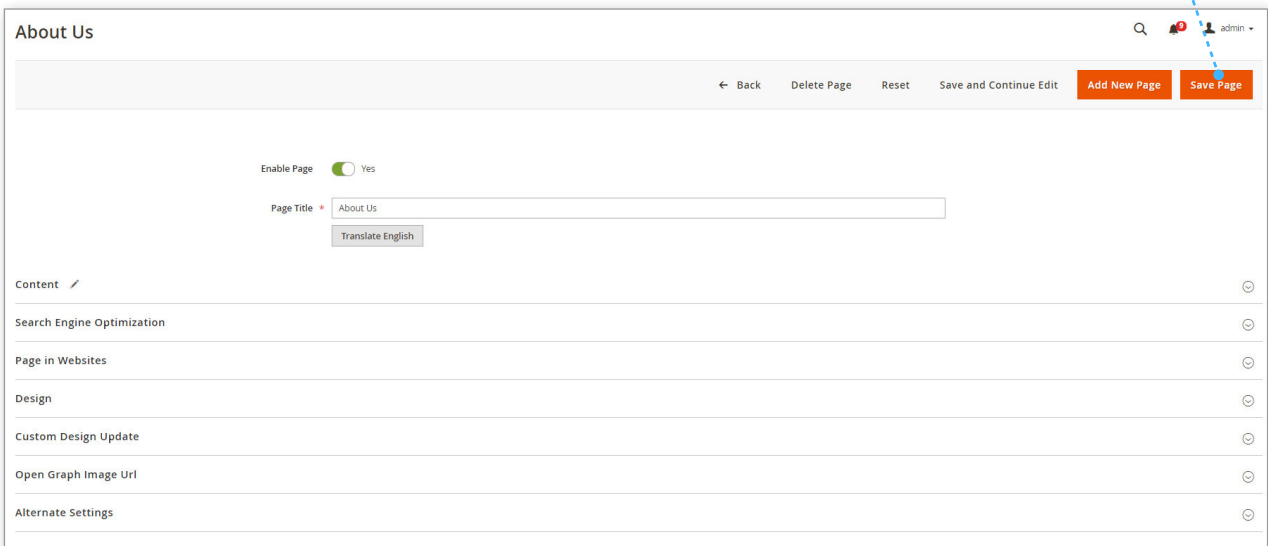 About Us
9 admin
← Back Delete Page Reset Save and Continue Edit Add New Page Save Page
Enable Page Yes
Page Title * About Us
Translate English
Content
Search Engine Optimization
Page in Websites
Design
Custom Design Update
Open Graph Image Url
Alternate Settings